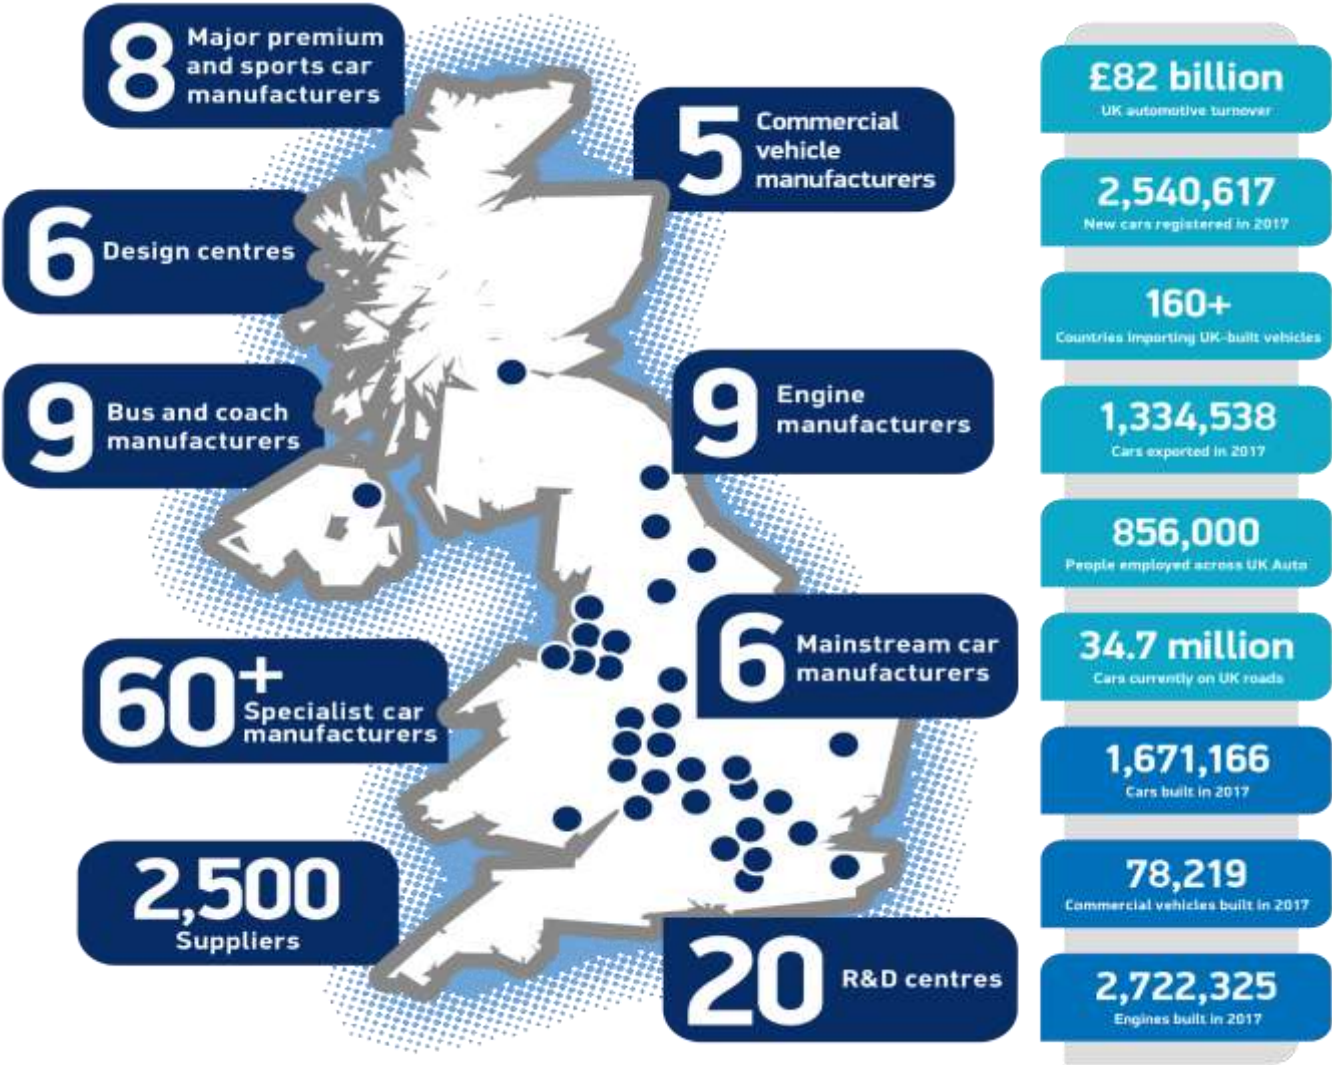 8
Major premium
and sports car
manufacturers
5
Commercial
vehicle
manufacturers
6
Design centres
9
Bus and coach
manufacturers
9
Engine
manufacturers
60+
Specialist car
manufacturers
6
Mainstream car
manufacturers
2,500
Suppliers
20
R&D centres
£82 billion
UK automotive turnover
2,540,617
New cars registered in 2017
160+
Countries importing UK-built vehicles
1,334,538
Cars exported in 2017
856,000
People employed across UK Auto
34.7 million
Cars currently on UK roads
1,671,166
Cars built in 2017
78,219
Commercial vehicles built in 2017
2,722,325
Engines built in 2017